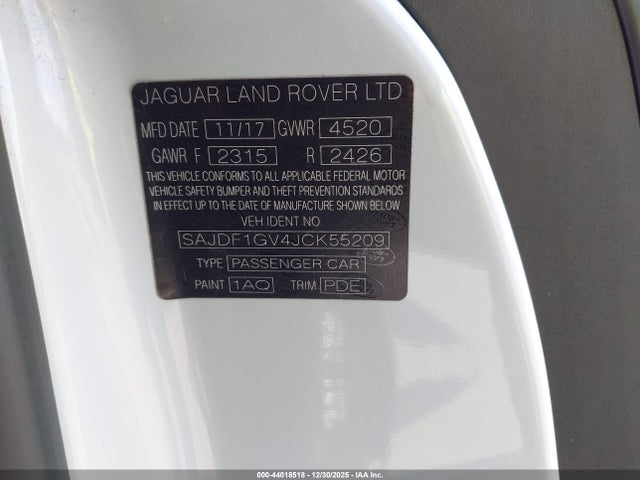 JAGUAR LAND ROVER LTD
MFD DATE 11/17 GVWR 4520
GAWR F 2315 R 2426
THIS VEHICLE CONFORMS TO ALL APPLICABLE FEDERAL MOTOR
VEHICLE SAFETY BUMPER AND THEFT PREVENTION STANDARDS
IN EFFECT UP TO DATE OF MANUFACTURE SHOWN BELOW
VEH IDENT NO
SAJDF1GV4JCK55209
TYPE PASSENGER CAR
PAINT 1AQ TRIM PDE
000-44018518 - 12/30/2025 - IAA Inc.